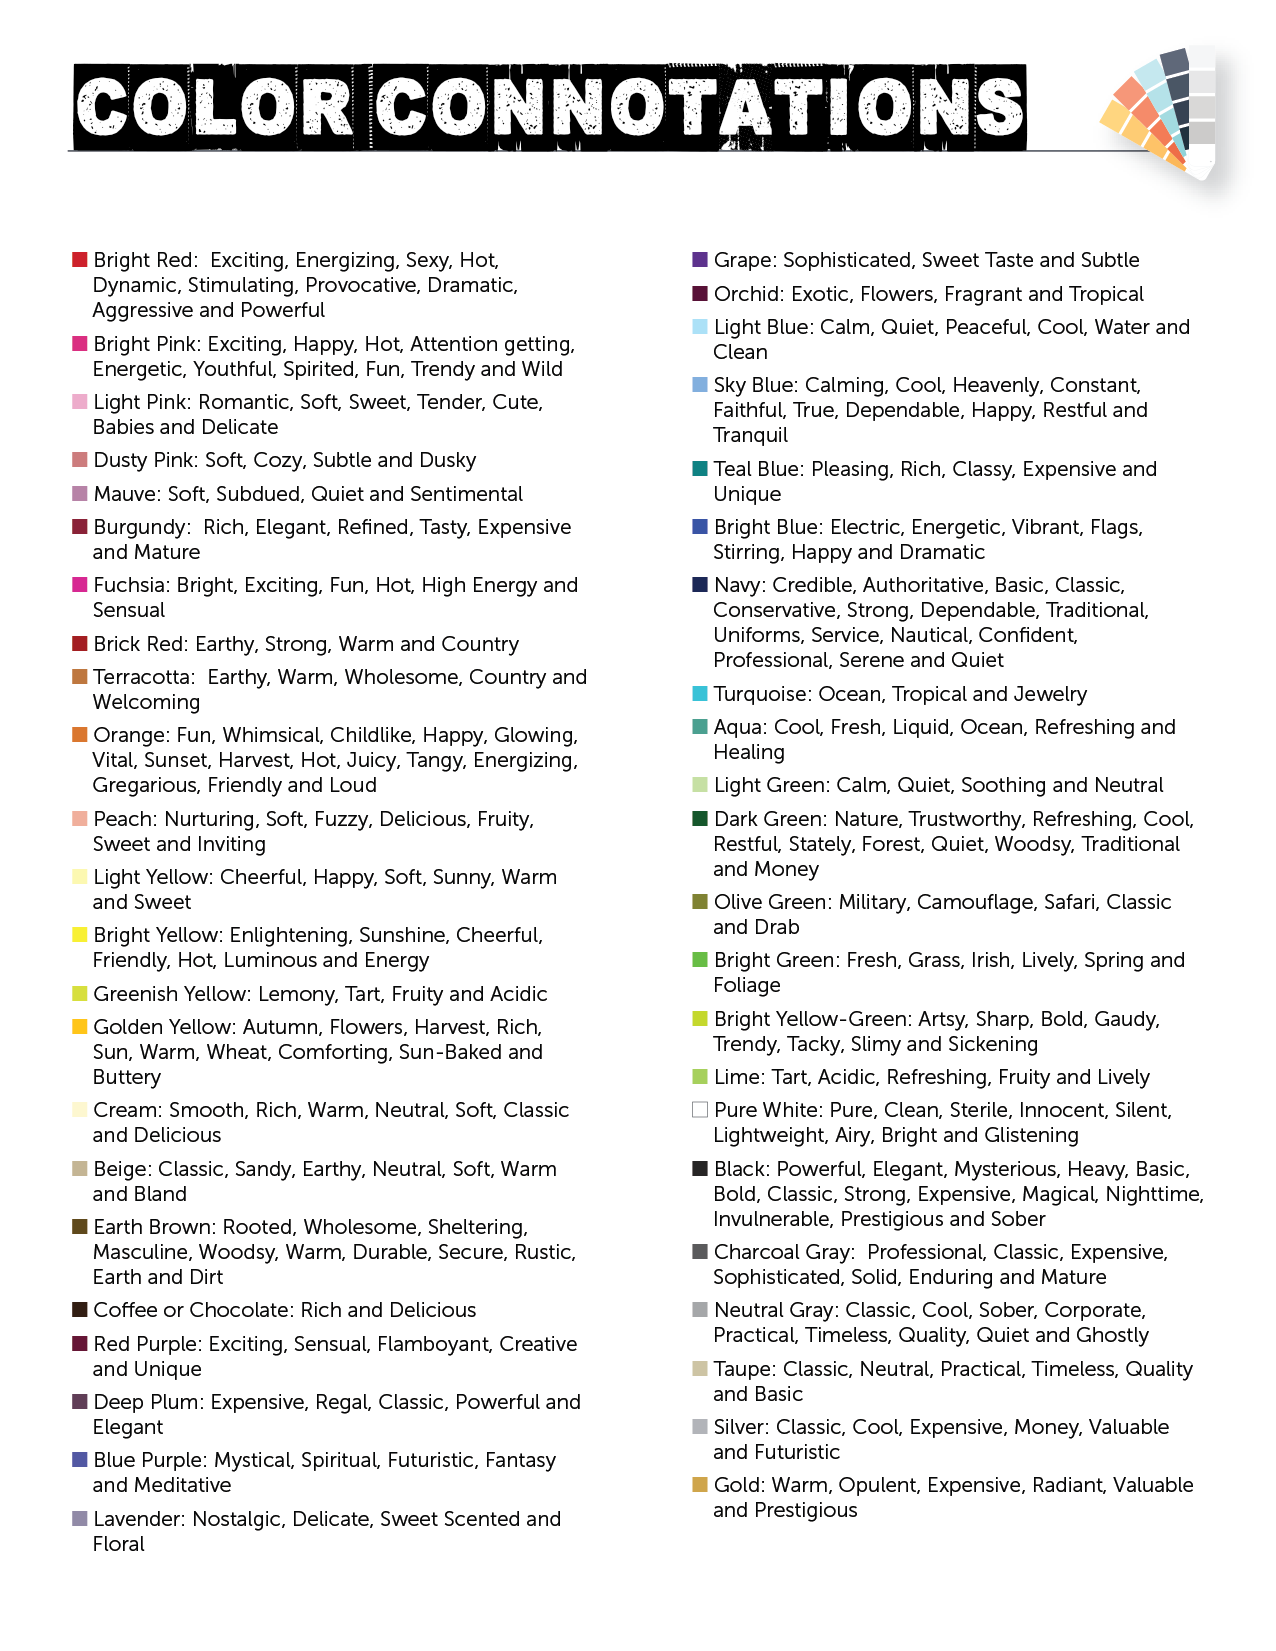 COLOR CONNOTATIONS
Bright Red:  Exciting, Energizing, Sexy, Hot,
Dynamic, Stimulating, Provocative, Dramatic,
Aggressive and Powerful
Bright Pink: Exciting, Happy, Hot, Attention getting,
Energetic, Youthful, Spirited, Fun, Trendy and Wild
Light Pink: Romantic, Soft, Sweet, Tender, Cute,
Babies and Delicate
Dusty Pink: Soft, Cozy, Subtle and Dusky
Mauve: Soft, Subdued, Quiet and Sentimental
Burgundy:  Rich, Elegant, Refined, Tasty, Expensive
and Mature
Fuchsia: Bright, Exciting, Fun, Hot, High Energy and
Sensual
Brick Red: Earthy, Strong, Warm and Country
Terracotta:  Earthy, Warm, Wholesome, Country and
Welcoming
Orange: Fun, Whimsical, Childlike, Happy, Glowing,
Vital, Sunset, Harvest, Hot, Juicy, Tangy, Energizing,
Gregarious, Friendly and Loud
Peach: Nurturing, Soft, Fuzzy, Delicious, Fruity,
Sweet and Inviting
Light Yellow: Cheerful, Happy, Soft, Sunny, Warm
and Sweet
Bright Yellow: Enlightening, Sunshine, Cheerful,
Friendly, Hot, Luminous and Energy
Greenish Yellow: Lemony, Tart, Fruity and Acidic
Golden Yellow: Autumn, Flowers, Harvest, Rich,
Sun, Warm, Wheat, Comforting, Sun-Baked and
Buttery
Cream: Smooth, Rich, Warm, Neutral, Soft, Classic
and Delicious
Beige: Classic, Sandy, Earthy, Neutral, Soft, Warm
and Bland
Earth Brown: Rooted, Wholesome, Sheltering,
Masculine, Woodsy, Warm, Durable, Secure, Rustic,
Earth and Dirt
Coffee or Chocolate: Rich and Delicious
Red Purple: Exciting, Sensual, Flamboyant, Creative
and Unique
Deep Plum: Expensive, Regal, Classic, Powerful and
Elegant
Blue Purple: Mystical, Spiritual, Futuristic, Fantasy
and Meditative
Lavender: Nostalgic, Delicate, Sweet Scented and
Floral
Grape: Sophisticated, Sweet Taste and Subtle
Orchid: Exotic, Flowers, Fragrant and Tropical
Light Blue: Calm, Quiet, Peaceful, Cool, Water and
Clean
Sky Blue: Calming, Cool, Heavenly, Constant,
Faithful, True, Dependable, Happy, Restful and
Tranquil
Teal Blue: Pleasing, Rich, Classy, Expensive and
Unique
Bright Blue: Electric, Energetic, Vibrant, Flags,
Stirring, Happy and Dramatic
Navy: Credible, Authoritative, Basic, Classic,
Conservative, Strong, Dependable, Traditional,
Uniforms, Service, Nautical, Confident,
Professional, Serene and Quiet
Turquoise: Ocean, Tropical and Jewelry
Aqua: Cool, Fresh, Liquid, Ocean, Refreshing and
Healing
Light Green: Calm, Quiet, Soothing and Neutral
Dark Green: Nature, Trustworthy, Refreshing, Cool,
Restful, Stately, Forest, Quiet, Woodsy, Traditional
and Money
Olive Green: Military, Camouflage, Safari, Classic
and Drab
Bright Green: Fresh, Grass, Irish, Lively, Spring and
Foliage
Bright Yellow-Green: Artsy, Sharp, Bold, Gaudy,
Trendy, Tacky, Slimy and Sickening
Lime: Tart, Acidic, Refreshing, Fruity and Lively
Pure White: Pure, Clean, Sterile, Innocent, Silent,
Lightweight, Airy, Bright and Glistening
Black: Powerful, Elegant, Mysterious, Heavy, Basic,
Bold, Classic, Strong, Expensive, Magical, Nighttime,
Invulnerable, Prestigious and Sober
Charcoal Gray:  Professional, Classic, Expensive,
Sophisticated, Solid, Enduring and Mature
Neutral Gray: Classic, Cool, Sober, Corporate,
Practical, Timeless, Quality, Quiet and Ghostly
Taupe: Classic, Neutral, Practical, Timeless, Quality
and Basic
Silver: Classic, Cool, Expensive, Money, Valuable
and Futuristic
Gold: Warm, Opulent, Expensive, Radiant, Valuable
and Prestigious